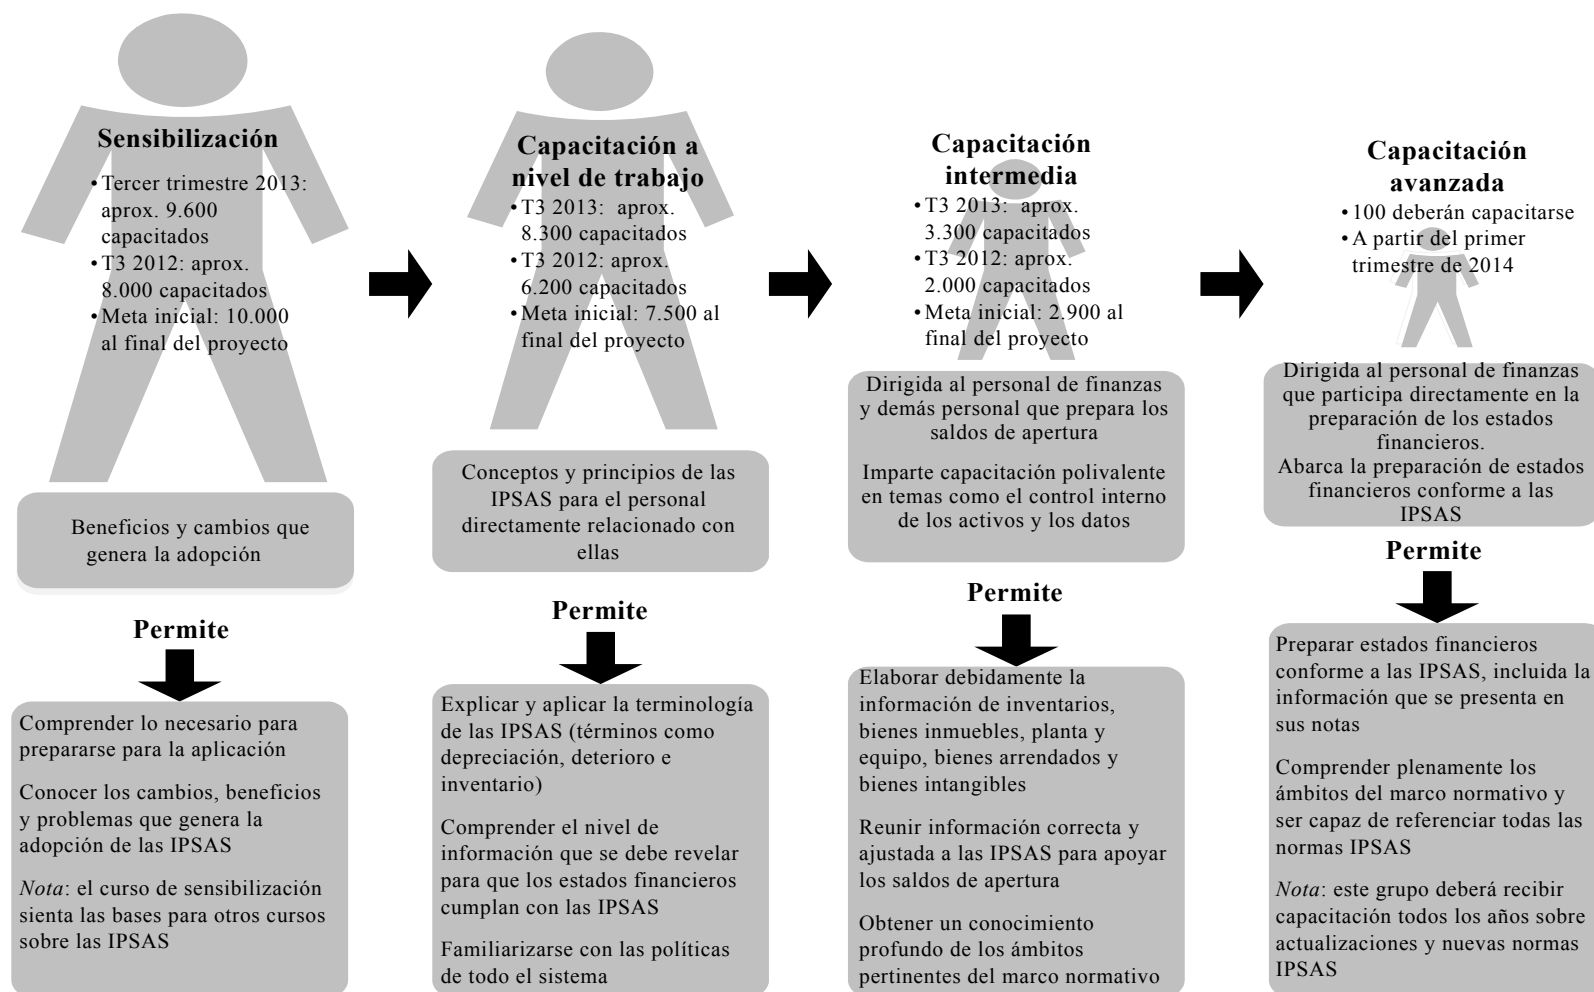 Sensibilización
• Tercer trimestre 2013:
aprox. 9.600
capacitados
• T3 2012: aprox.
8.000 capacitados
• Meta inicial: 10.000
al final del proyecto
Beneficios y cambios que
genera la adopción
Permite
Comprender lo necesario para
prepararse para la aplicación
Conocer los cambios, beneficios
y problemas que genera la
adopción de las IPSAS
Nota: el curso de sensibilización
sienta las bases para otros cursos
sobre las IPSAS
Capacitación a
nivel de trabajo
• T3 2013: aprox.
8.300 capacitados
• T3 2012: aprox.
6.200 capacitados
• Meta inicial: 7.500 al
final del proyecto
Conceptos y principios de las
IPSAS para el personal
directamente relacionado con
ellas
Permite
Explicar y aplicar la terminología
de las IPSAS (términos como
depreciación, deterioro e
inventario)
Comprender el nivel de
información que se debe revelar
para que los estados financieros
cumplan con las IPSAS
Familiarizarse con las políticas
de todo el sistema
Capacitación
intermedia
• T3 2013: aprox.
3.300 capacitados
• T3 2012: aprox.
2.000 capacitados
• Meta inicial: 2.900 al
final del proyecto
Dirigida al personal de finanzas
y demás personal que prepara los
saldos de apertura
Imparte capacitación polivalente
en temas como el control interno
de los activos y los datos
Permite
Elaborar debidamente la
información de inventarios,
bienes inmuebles, planta y
equipo, bienes arrendados y
bienes intangibles
Reunir información correcta y
ajustada a las IPSAS para apoyar
los saldos de apertura
Obtener un conocimiento
profundo de los ámbitos
pertinentes del marco normativo
Capacitación
avanzada
• 100 deberán capacitarse
• A partir del primer
trimestre de 2014
Dirigida al personal de finanzas
que participa directamente en la
preparación de los estados
financieros.
Abarca la preparación de estados
financieros conforme a las
IPSAS
Permite
Preparar estados financieros
conforme a las IPSAS, incluida la
información que se presenta en
sus notas
Comprender plenamente los
ámbitos del marco normativo y
ser capaz de referenciar todas las
normas IPSAS
Nota: este grupo deberá recibir
capacitación todos los años sobre
actualizaciones y nuevas normas
IPSAS